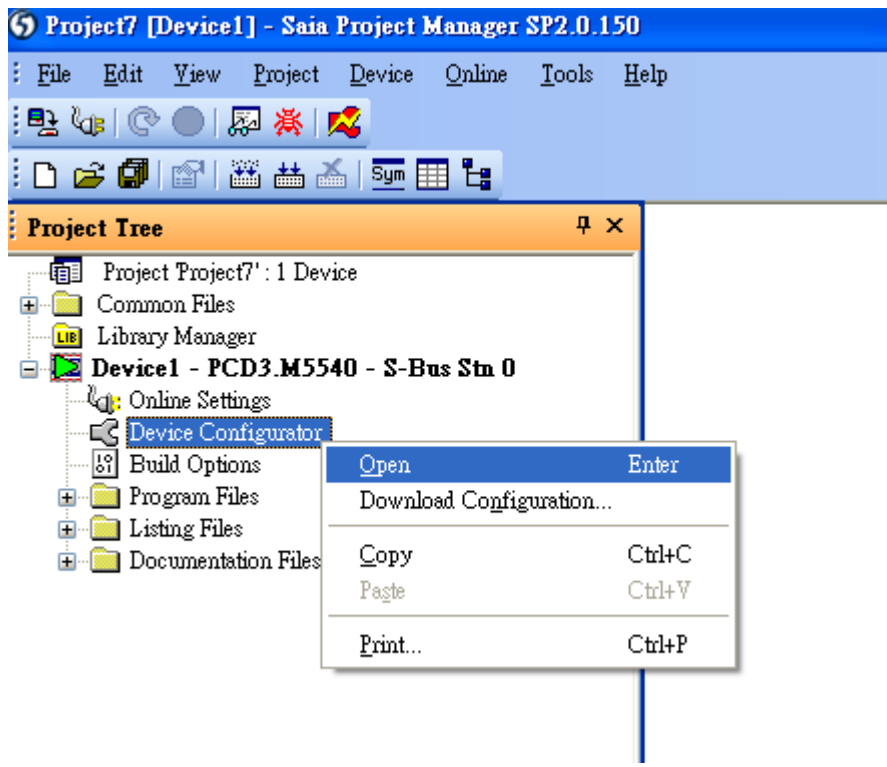 Project7 [Device1] - Saia Project Manager SP2.0.150
File Edit View Project Device Online Tools Help
Sym
Project Tree
Project 'Project7' : 1 Device
Common Files
LIB Library Manager
Device1 - PCD3.M5540 - S-Bus Stn 0
Online Settings
Device Configurator
Build Options
Program Files
Listing Files
Documentation Files
Open Enter
Download Configuration...
Copy Ctrl+C
Paste Ctrl+V
Print... Ctrl+P